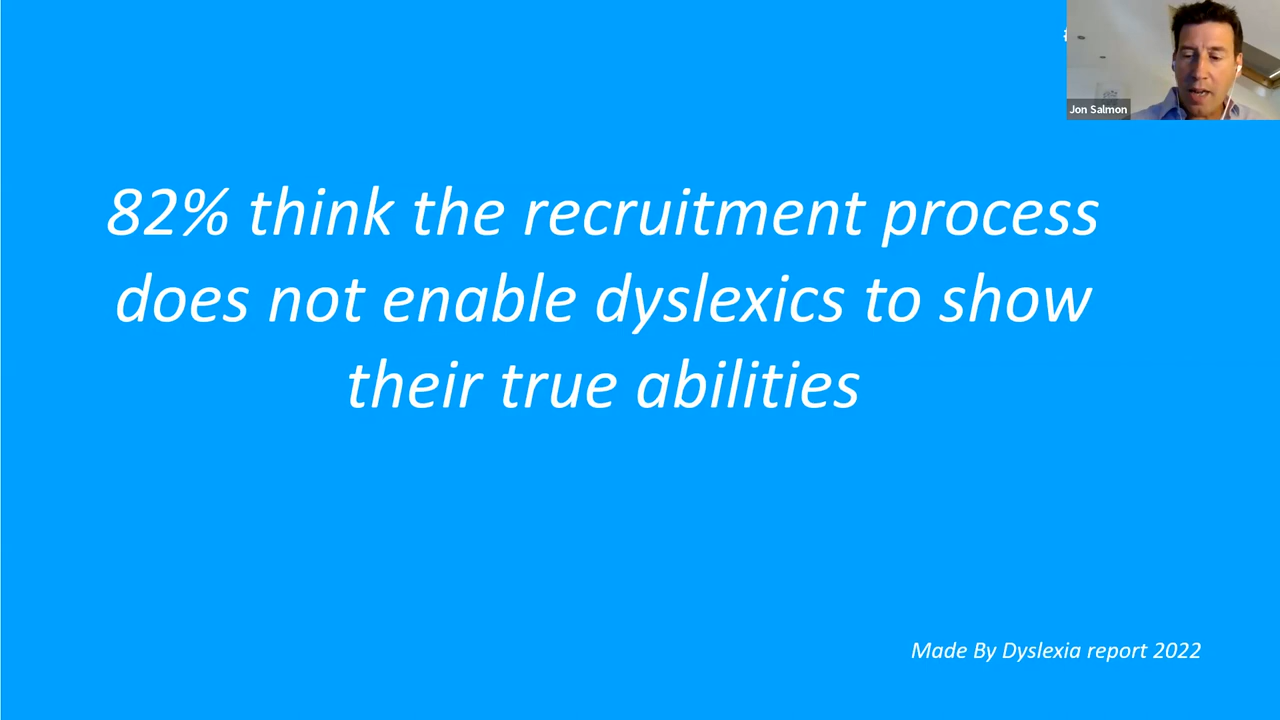 Jon Salmon
82% think the recruitment process
does not enable dyslexics to show
their true abilities
Made By Dyslexia report 2022